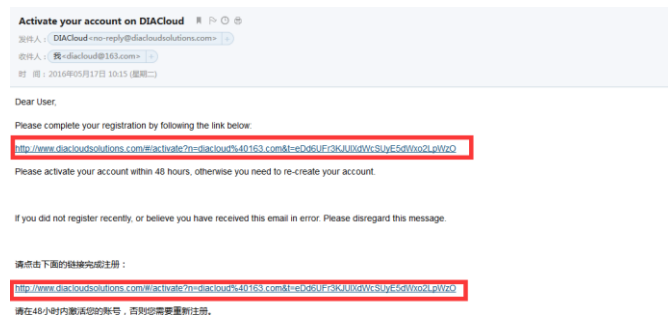 Activate your account on DIACloud
发件人：DIACloud<no-reply@diacloudsolutions.com>
收件人：我<diacloud@163.com>
时 间：2016年05月17日 10:15 (星期二)
Dear User,
Please complete your registration by following the link below:
http://www.diacloudsolutions.com/#/activate?n=diacloud%40163.com&t=eDd6UFr3KJUlXdWcSUyE5dWxo2LpWzO
Please activate your account within 48 hours, otherwise you need to re-create your account.
If you did not register recently, or believe you have received this email in error. Please disregard this message.
请点击下面的链接完成注册：
http://www.diacloudsolutions.com/#/activate?n=diacloud%40163.com&t=eDd6UFr3KJUlXdWcSUyE5dWxo2LpWzO
请在48小时内激活您的账号，否则您需要重新注册。